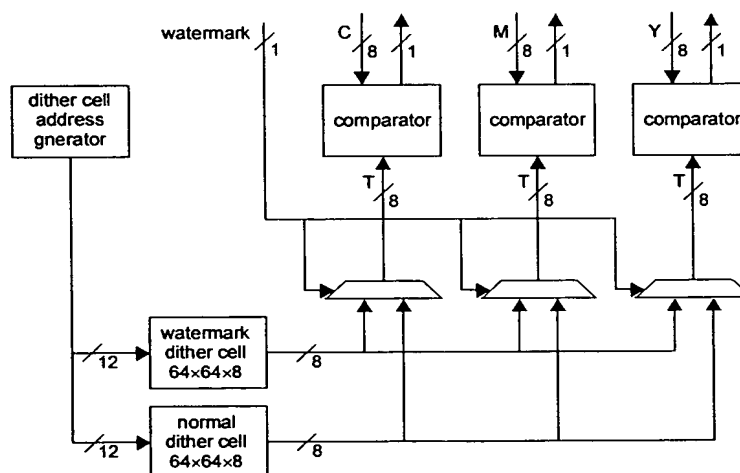 watermark 1 C 8 1 M 8 1 Y 8 1
dither cell
address
gnerator
comparator comparator comparator
T 8 T 8 T 8
watermark
dither cell
64×64×8
12 8
normal
dither cell
64×64×8
12 8